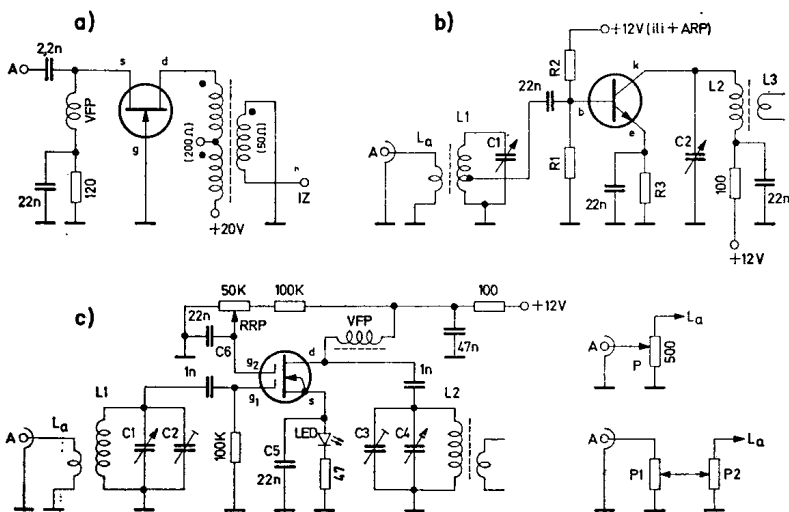 a)
2,2n
A
s
d
VFP
g
(200Ω)
(50Ω)
22n
120
IZ
+20V
b)
+12V(ili + ARP)
R2
k
22n
L2
L3
b
L1
La
A
C1
R1
e
C2
22n
R3
100
22n
+12V
c)
50K
100K
100
+12V
22n
RRP
VFP
C6
47n
g2
d
1n
1n
g1
s
L1
La
A
C1
C2
100K
C5
22n
LED
47
C3
C4
L2
A
La
P
500
A
La
P1
P2